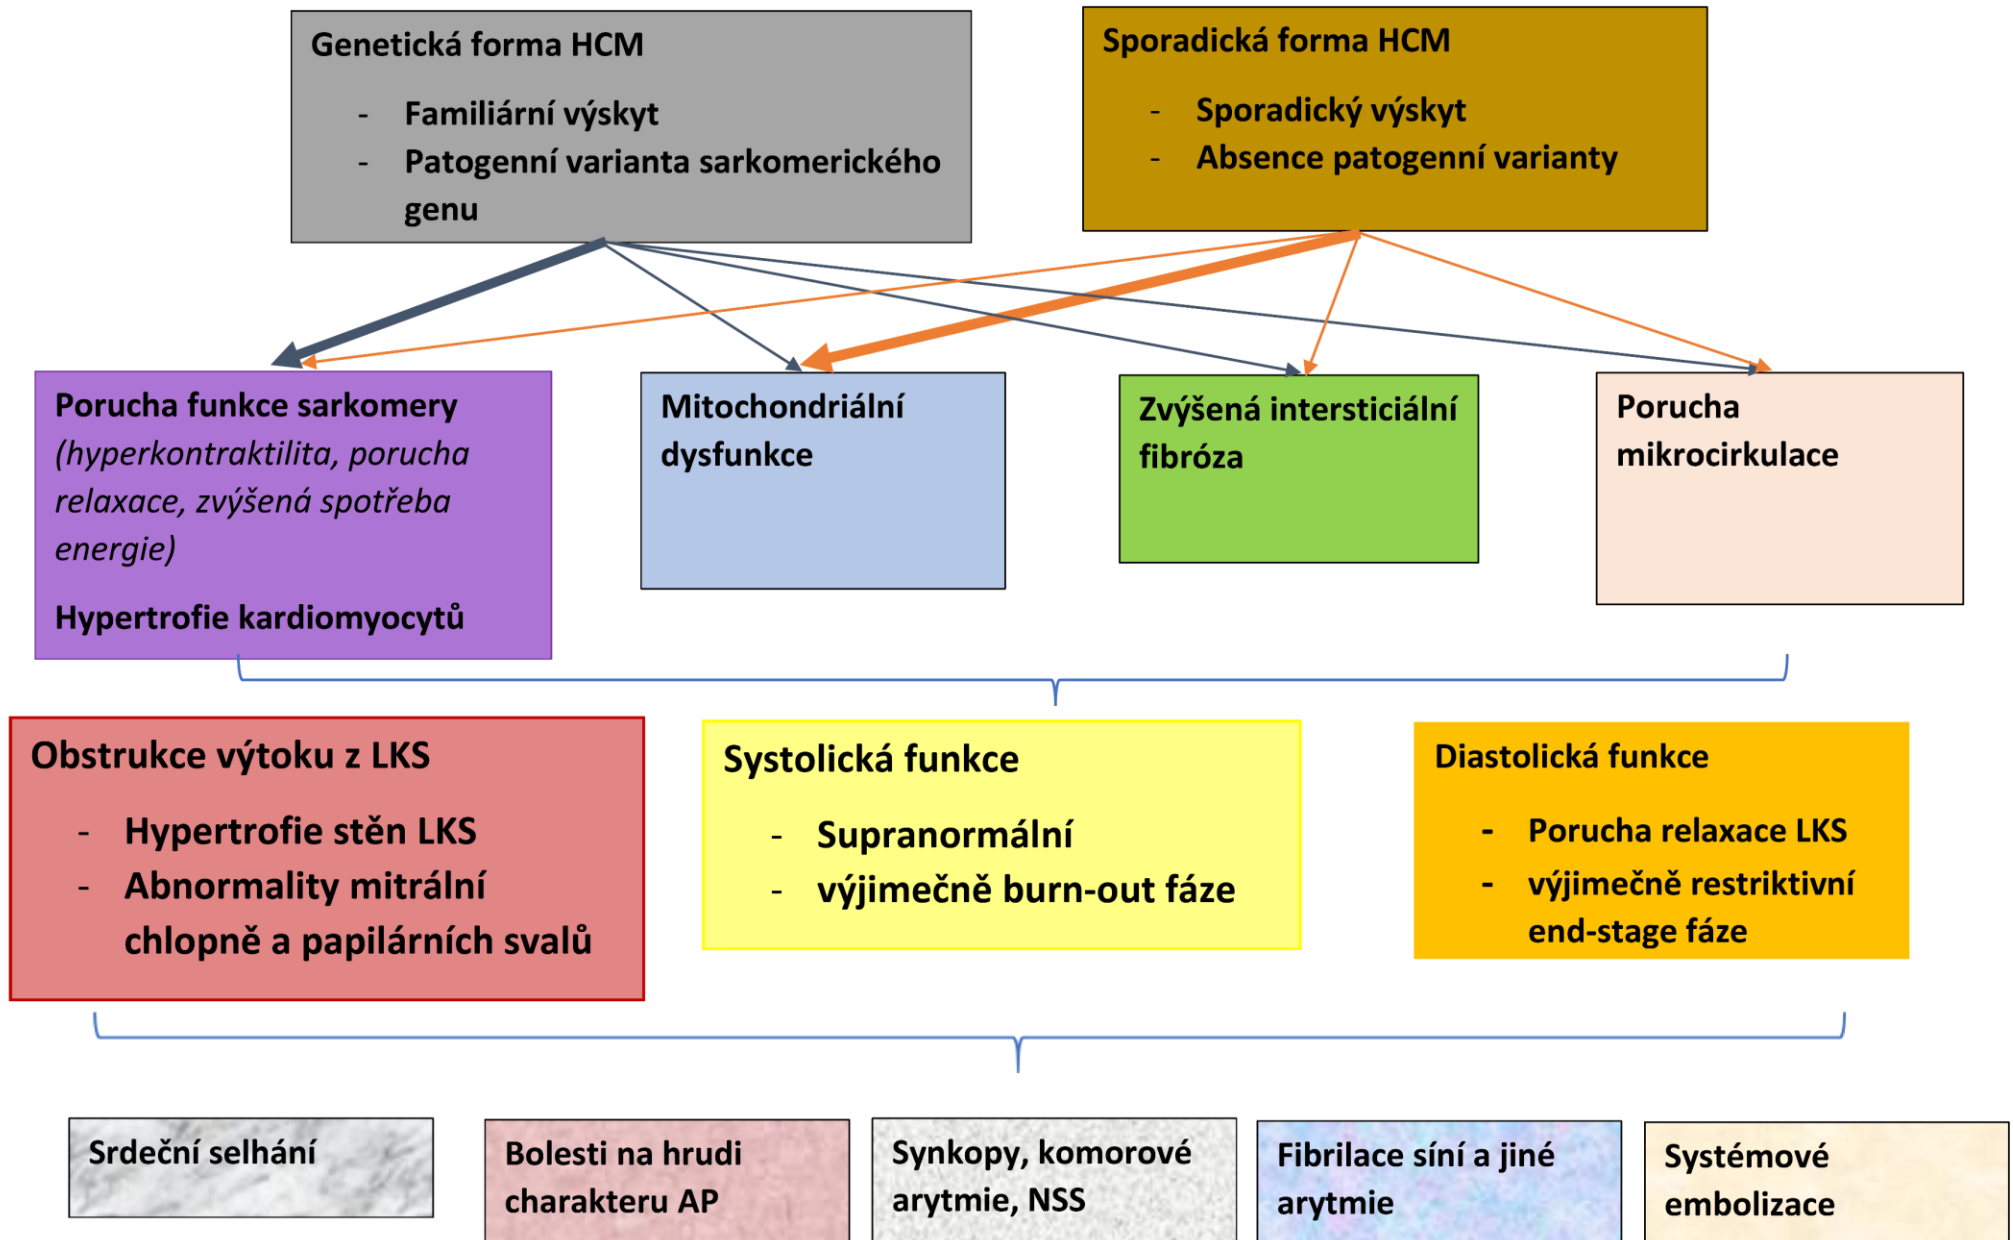 Genetická forma HCM
- Familiární výskyt
- Patogenní varianta sarkomerického
genu
Sporadická forma HCM
- Sporadický výskyt
- Absence patogenní varianty
Porucha funkce sarkomery
(hyperkontraktilita, porucha
relaxace, zvýšená spotřeba
energie)
Hypertrofie kardiomyocytů
Mitochondriální
dysfunkce
Zvýšená intersticiální
fibróza
Porucha
mikrocirkulace
Obstrukce výtoku z LKS
- Hypertrofie stěn LKS
- Abnormality mitrální
chlopně a papilárních svalů
Systolická funkce
- Supranormální
- výjimečně burn-out fáze
Diastolická funkce
- Porucha relaxace LKS
- výjimečně restriktivní
end-stage fáze
Srdeční selhání
Bolesti na hrudi
charakteru AP
Synkopy, komorové
arytmie, NSS
Fibrilace síní a jiné
arytmie
Systémové
embolizace